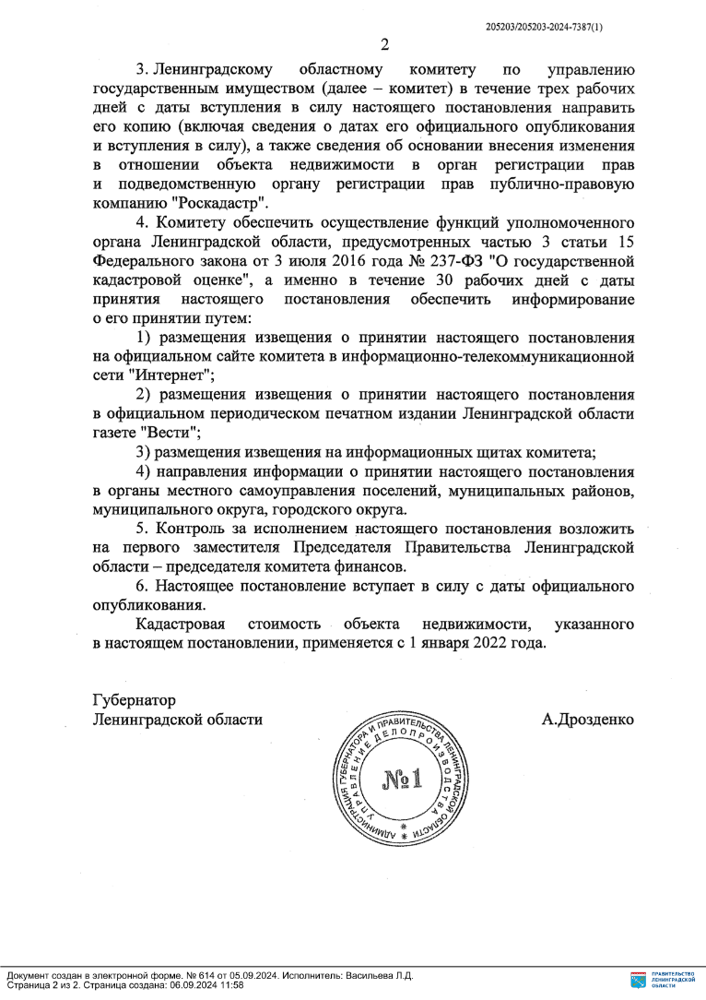 205203/205203-2024-7387(1)
2
3. Ленинградскому областному комитету по управлению
государственным имуществом (далее – комитет) в течение трех рабочих
дней с даты вступления в силу настоящего постановления направить
его копию (включая сведения о датах его официального опубликования
и вступления в силу), а также сведения об основании внесения изменения
в отношении объекта недвижимости в орган регистрации прав
и подведомственную органу регистрации прав публично-правовую
компанию "Роскадастр".
4. Комитету обеспечить осуществление функций уполномоченного
органа Ленинградской области, предусмотренных частью 3 статьи 15
Федерального закона от 3 июля 2016 года № 237-ФЗ "О государственной
кадастровой оценке", а именно в течение 30 рабочих дней с даты
принятия настоящего постановления обеспечить информирование
о его принятии путем:
1) размещения извещения о принятии настоящего постановления
на официальном сайте комитета в информационно-телекоммуникационной
сети "Интернет";
2) размещения извещения о принятии настоящего постановления
в официальном периодическом печатном издании Ленинградской области
газете "Вести";
3) размещения извещения на информационных щитах комитета;
4) направления информации о принятии настоящего постановления
в органы местного самоуправления поселений, муниципальных районов,
муниципального округа, городского округа.
5. Контроль за исполнением настоящего постановления возложить
на первого заместителя Председателя Правительства Ленинградской
области – председателя комитета финансов.
6. Настоящее постановление вступает в силу с даты официального
опубликования.
Кадастровая стоимость объекта недвижимости, указанного
в настоящем постановлении, применяется с 1 января 2022 года.
Губернатор
Ленинградской области А.Дрозденко
АДМИНИСТРАЦИЯ ГУБЕРНАТОРА И ПРАВИТЕЛЬСТВА ЛЕНИНГРАДСКОЙ ОБЛАСТИ
УПРАВЛЕНИЕ ДЕЛОПРОИЗВОДСТВА
№1
Документ создан в электронной форме. № 614 от 05.09.2024. Исполнитель: Васильева Л.Д.
Страница 2 из 2. Страница создана: 06.09.2024 11:58
ПРАВИТЕЛЬСТВО
ЛЕНИНГРАДСКОЙ
ОБЛАСТИ